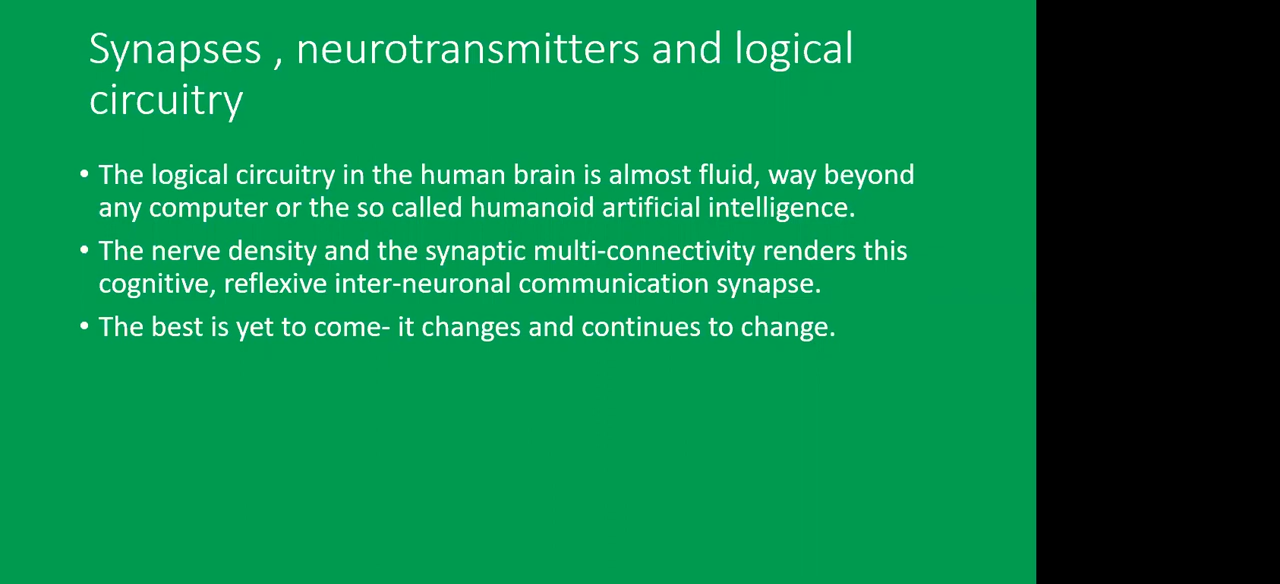 Synapses , neurotransmitters and logical
circuitry
• The logical circuitry in the human brain is almost fluid, way beyond
any computer or the so called humanoid artificial intelligence.
• The nerve density and the synaptic multi-connectivity renders this
cognitive, reflexive inter-neuronal communication synapse.
• The best is yet to come- it changes and continues to change.